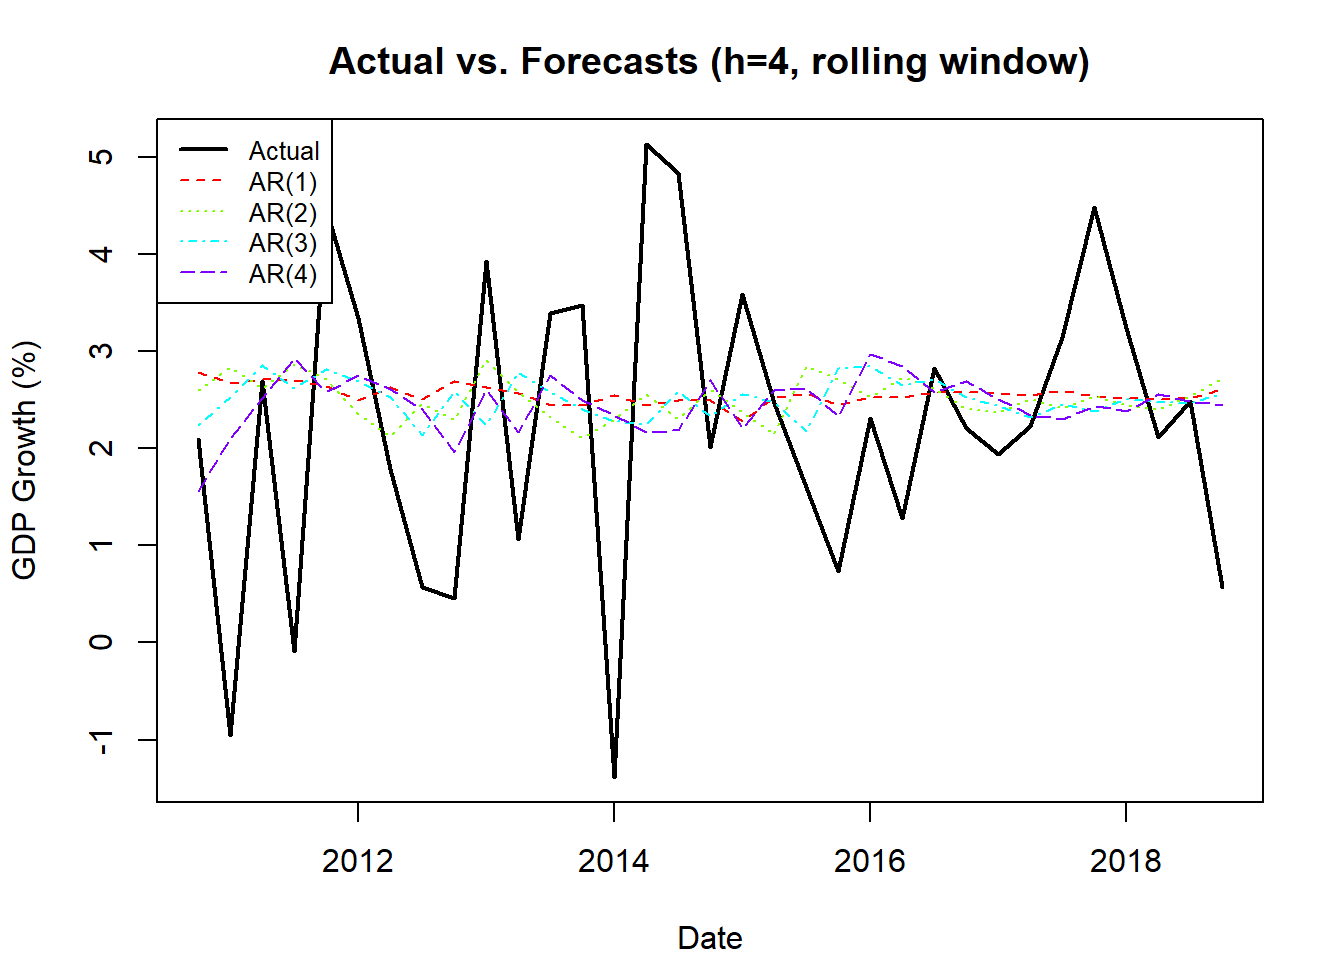 Actual vs. Forecasts (h=4, rolling window)
Actual
AR(1)
AR(2)
AR(3)
AR(4)
GDP Growth (%)
5
4
3
2
1
0
-1
2012 2014 2016 2018
Date